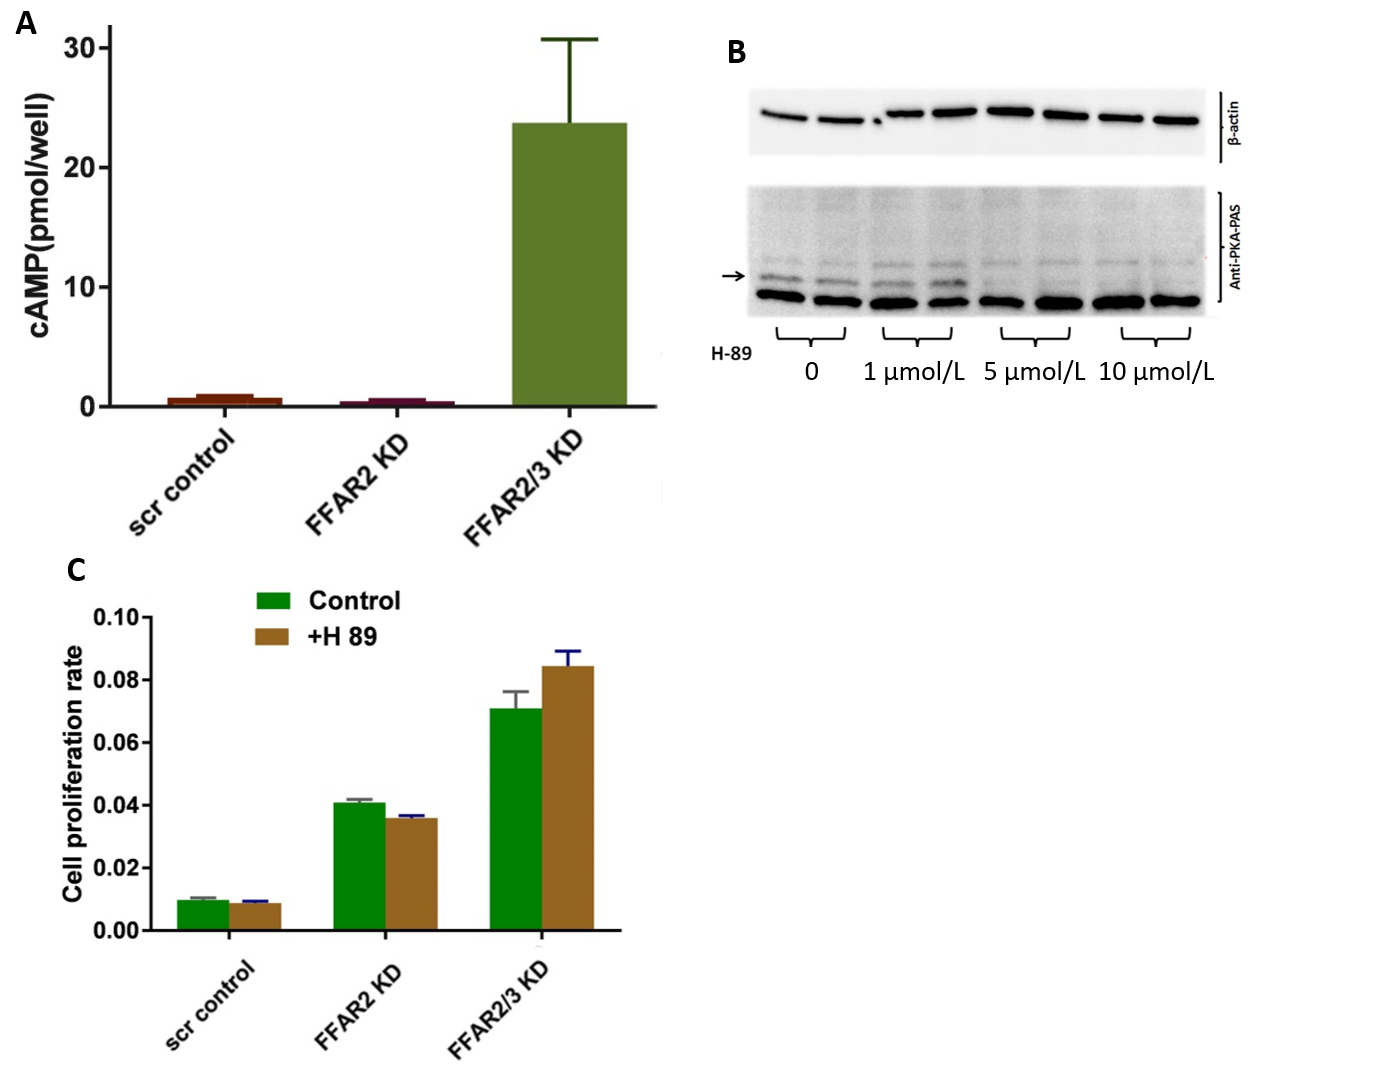 A
cAMP(pmol/well)
30
20
10
0
scr control
FFAR2 KD
FFAR2/3 KD
B
β-actin
Anti-PKA-PAS
→
H-89
0
1 µmol/L
5 µmol/L
10 µmol/L
C
Control
+H 89
Cell proliferation rate
0.10
0.08
0.06
0.04
0.02
0.00
scr control
FFAR2 KD
FFAR2/3 KD